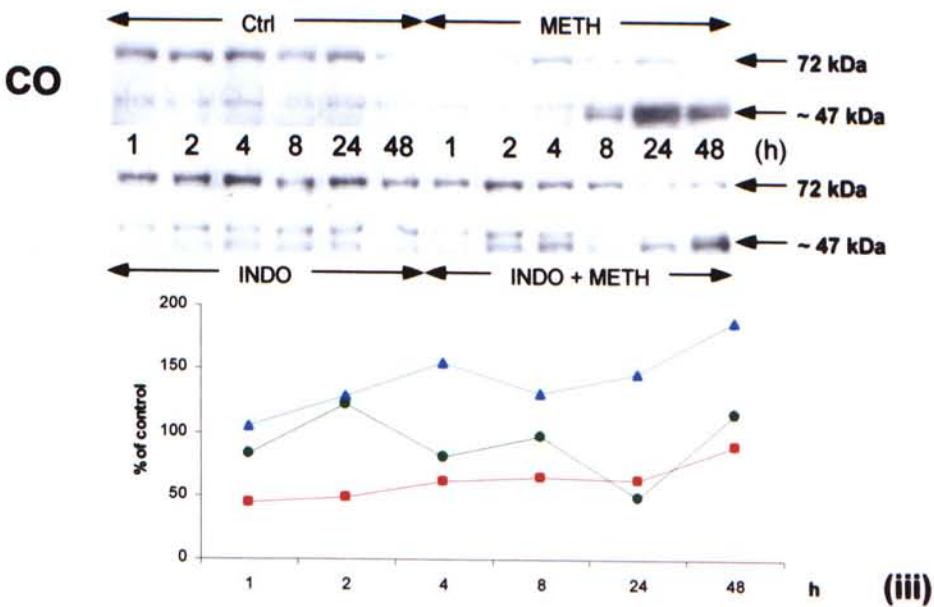 Ctrl METH
CO
72 kDa
~ 47 kDa
1 2 4 8 24 48 1 2 4 8 24 48 (h)
72 kDa
~ 47 kDa
INDO INDO + METH
200
150
100
50
0
% of control
1 2 4 8 24 48 h (iii)